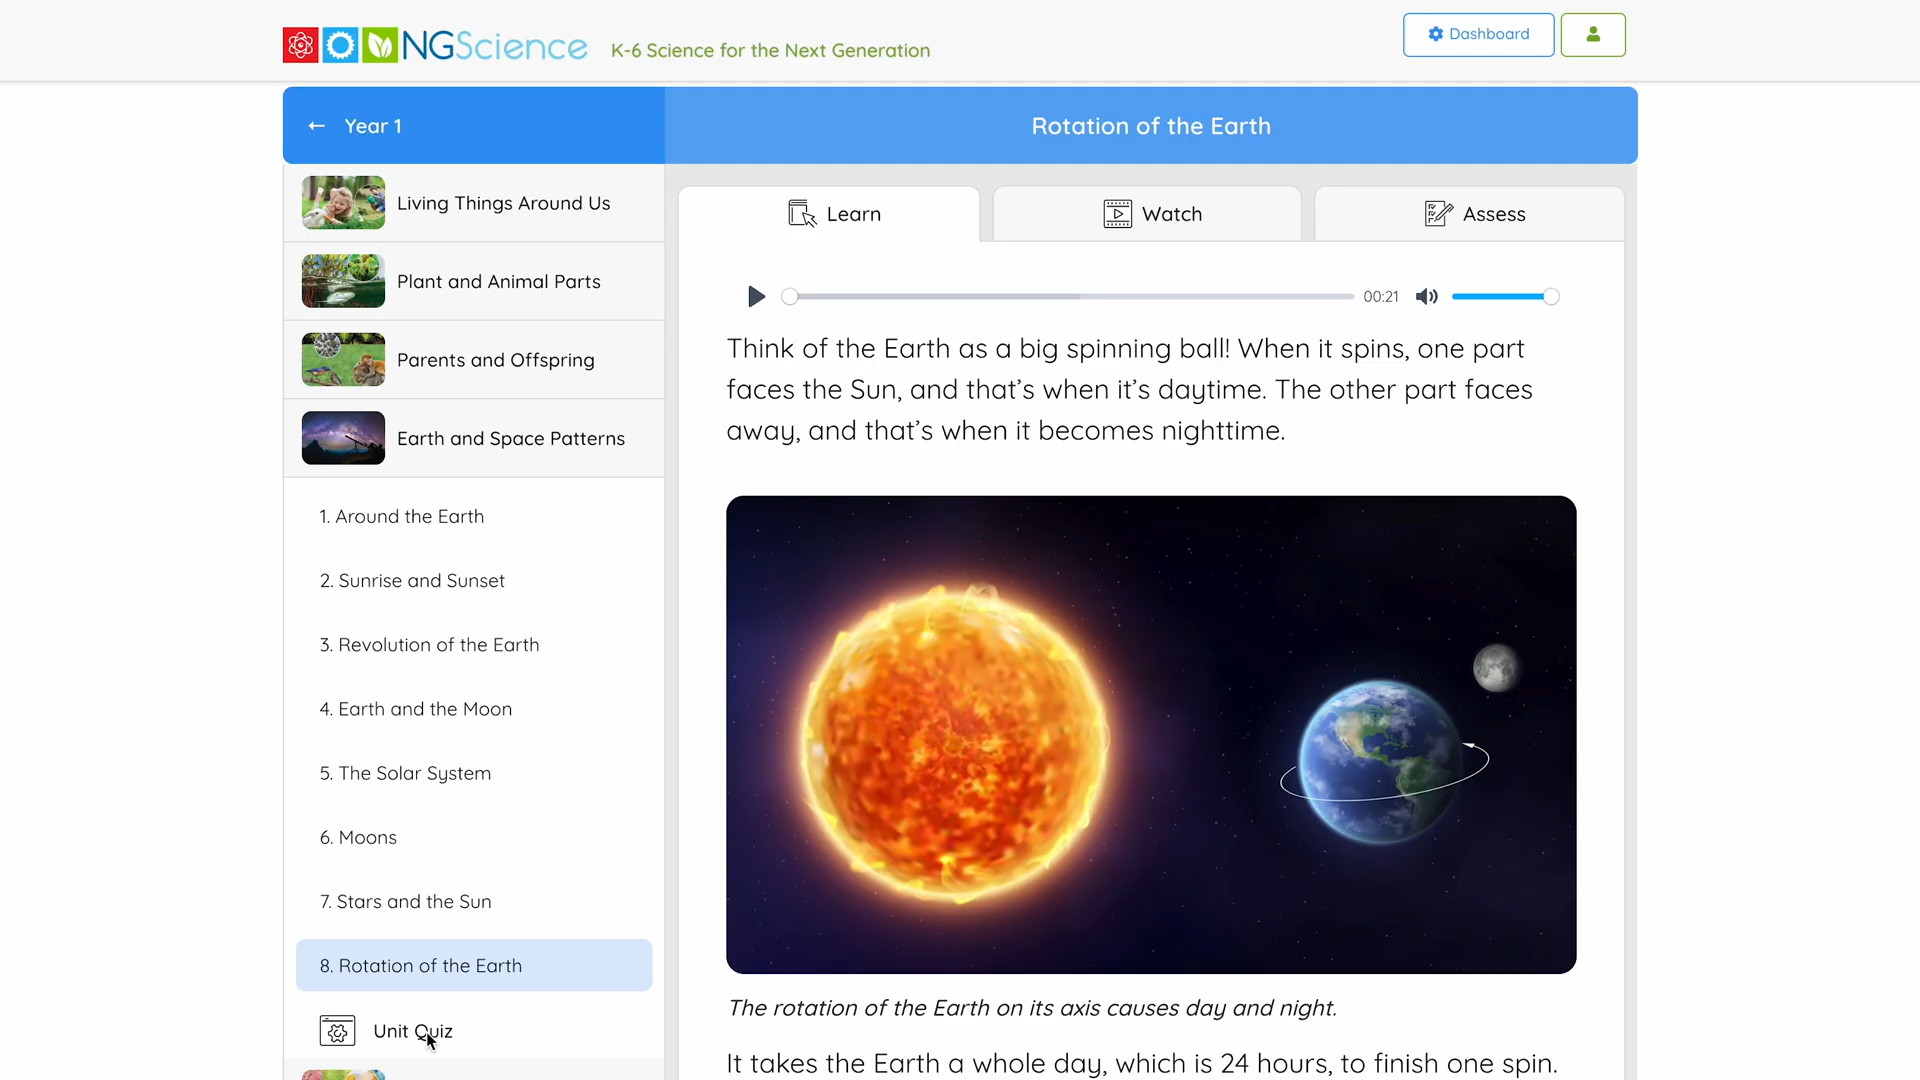 NGScience
K-6 Science for the Next Generation
Dashboard
← Year 1
Rotation of the Earth
Living Things Around Us
Plant and Animal Parts
Parents and Offspring
Earth and Space Patterns
1. Around the Earth
2. Sunrise and Sunset
3. Revolution of the Earth
4. Earth and the Moon
5. The Solar System
6. Moons
7. Stars and the Sun
8. Rotation of the Earth
Unit Quiz
Learn
Watch
Assess
00:21
Think of the Earth as a big spinning ball! When it spins, one part
faces the Sun, and that’s when it’s daytime. The other part faces
away, and that’s when it becomes nighttime.
The rotation of the Earth on its axis causes day and night.
It takes the Earth a whole day, which is 24 hours, to finish one spin.